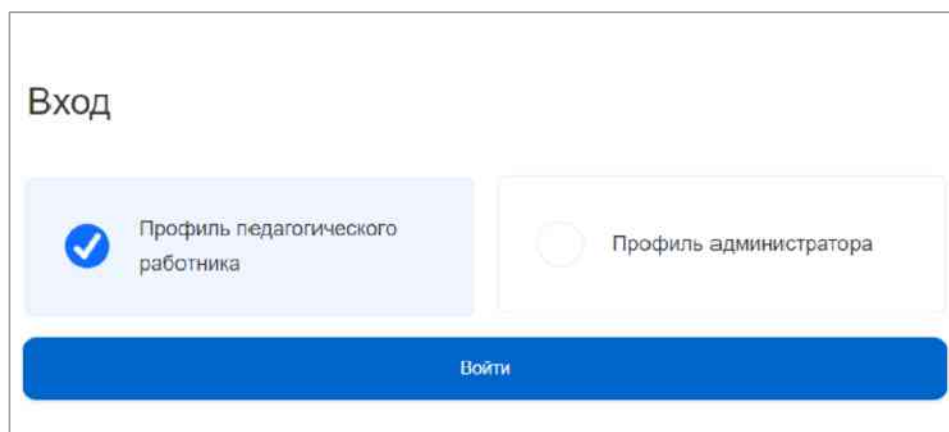 Вход
Профиль педагогического
работника
Профиль администратора
Войти